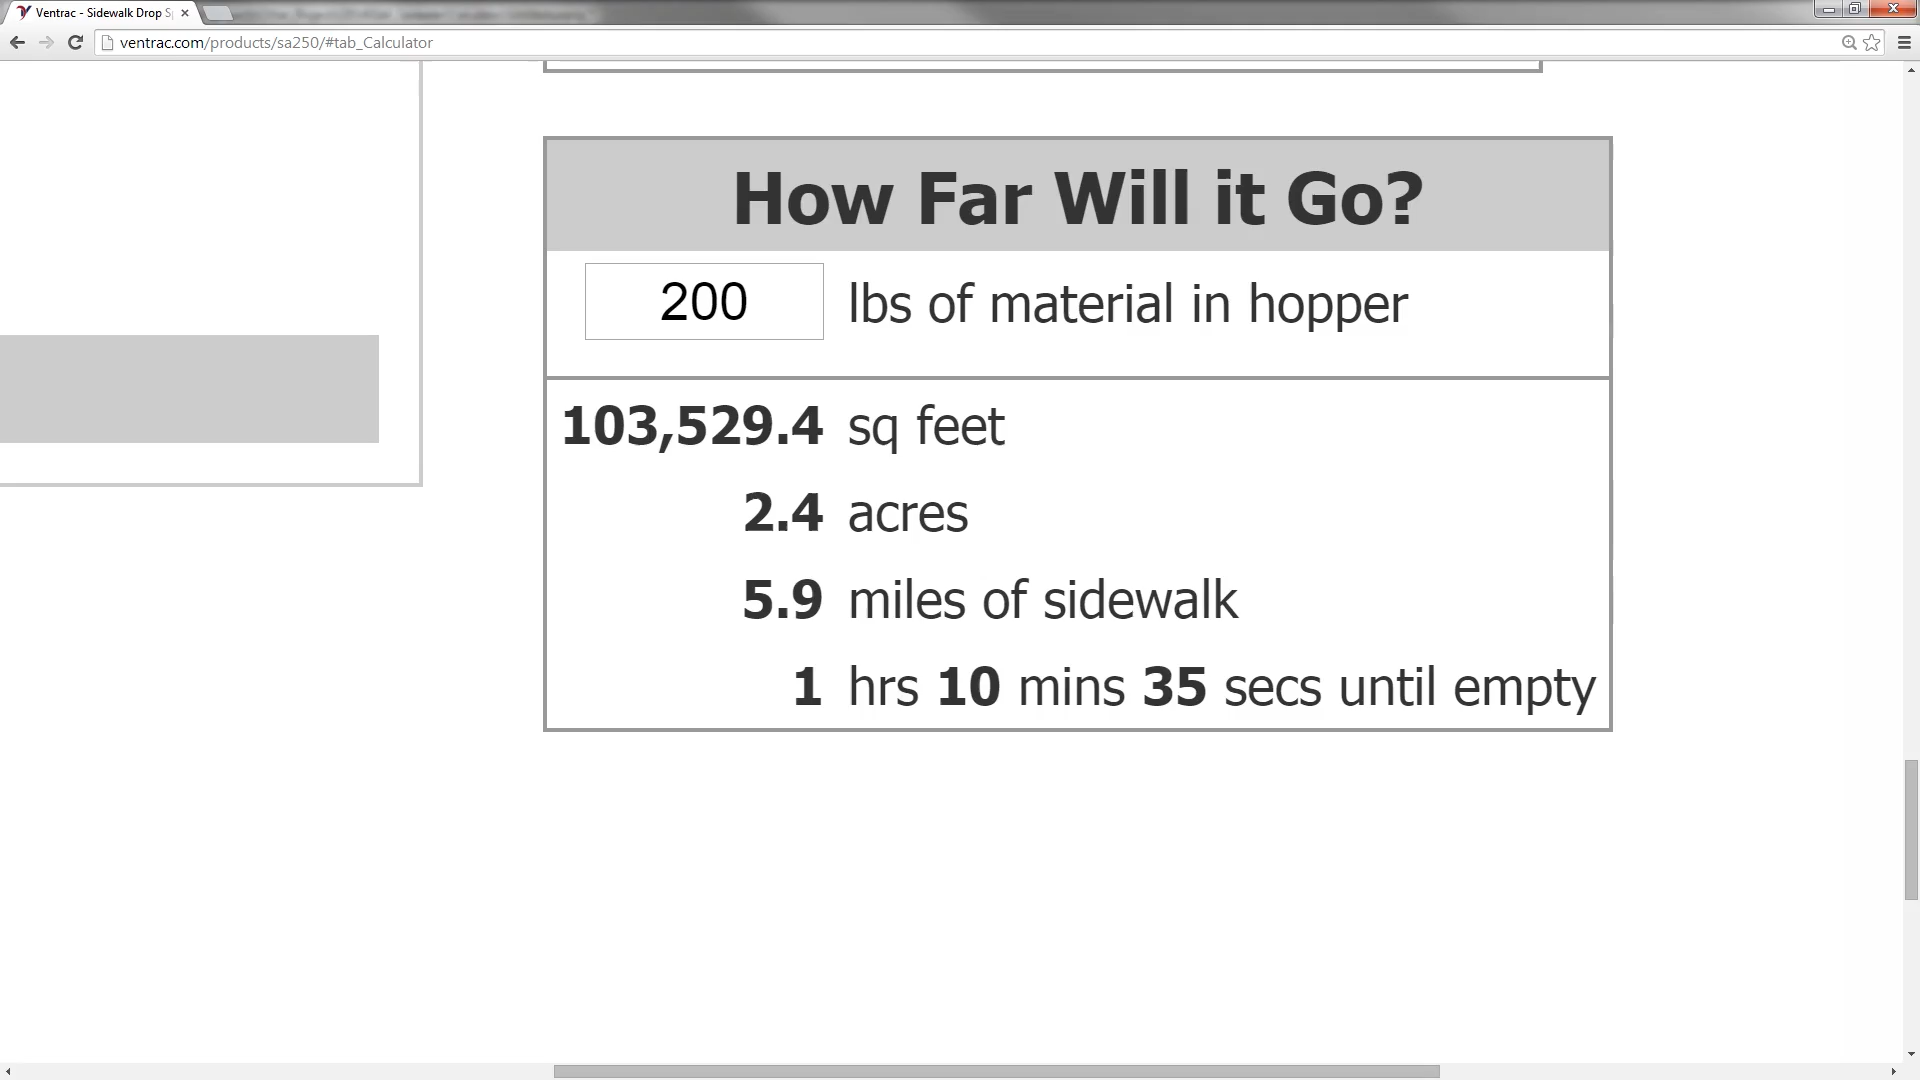 Ventrac - Sidewalk Drop S
ventrac.com/products/sa250/#tab_Calculator
How Far Will it Go?
200 lbs of material in hopper
103,529.4 sq feet
2.4 acres
5.9 miles of sidewalk
1 hrs 10 mins 35 secs until empty